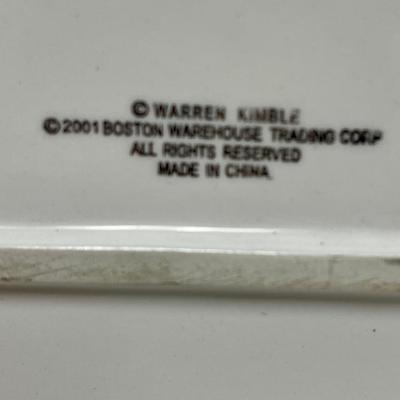 © WARREN KIMBLE
© 2001 BOSTON WAREHOUSE TRADING CORP
ALL RIGHTS RESERVED
MADE IN CHINA.